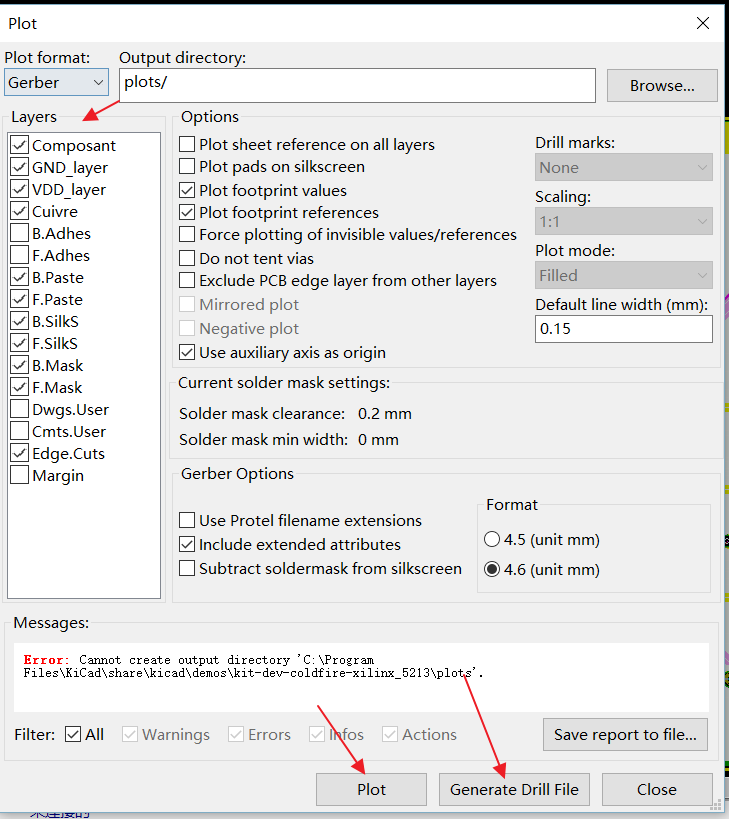 Plot
Plot format:
Output directory:
Gerber
plots/
Browse...
Layers
Composant
GND_layer
VDD_layer
Cuivre
B.Adhes
F.Adhes
B.Paste
F.Paste
B.SilkS
F.SilkS
B.Mask
F.Mask
Dwgs.User
Cmts.User
Edge.Cuts
Margin
Options
Plot sheet reference on all layers
Plot pads on silkscreen
Plot footprint values
Plot footprint references
Force plotting of invisible values/references
Do not tent vias
Exclude PCB edge layer from other layers
Mirrored plot
Negative plot
Use auxiliary axis as origin
Drill marks:
None
Scaling:
1:1
Plot mode:
Filled
Default line width (mm):
0.15
Current solder mask settings:
Solder mask clearance: 0.2 mm
Solder mask min width: 0 mm
Gerber Options
Use Protel filename extensions
Include extended attributes
Subtract soldermask from silkscreen
Format
4.5 (unit mm)
4.6 (unit mm)
Messages:
Error: Cannot create output directory 'C:\Program
Files\KiCad\share\kicad\demos\kit-dev-coldfire-xilinx_5213\plots'.
Filter: All Warnings Errors Infos Actions
Save report to file...
Plot
Generate Drill File
Close